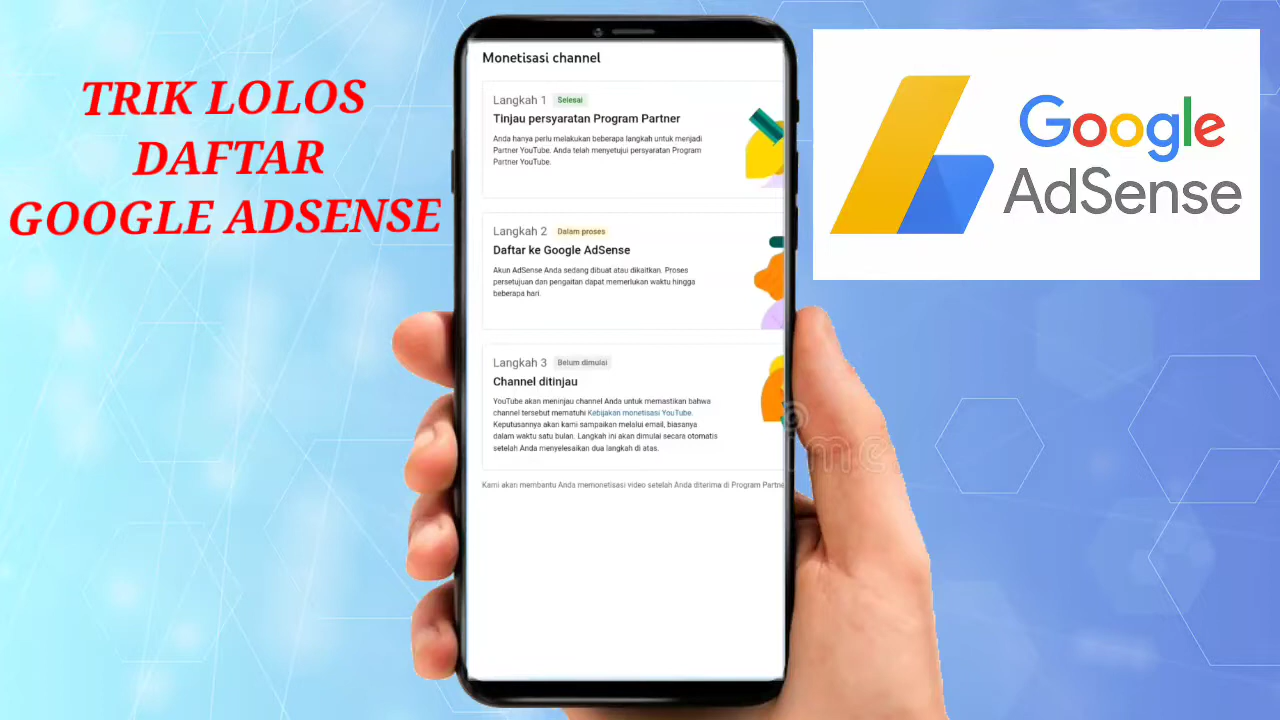 TRIK LOLOS
DAFTAR
GOOGLE ADSENSE
Monetisasi channel
Langkah 1 Selesai
Tinjau persyaratan Program Partner
Anda hanya perlu melakukan beberapa langkah untuk menjadi
Partner YouTube. Anda telah menyetujui persyaratan Program
Partner YouTube.
Langkah 2 Dalam proses
Daftar ke Google AdSense
Akun AdSense Anda sedang dibuat atau dikaitkan. Proses
persetujuan dan pengaitan dapat memerlukan waktu hingga
beberapa hari.
Langkah 3 Belum dimulai
Channel ditinjau
YouTube akan meninjau channel Anda untuk memastikan bahwa
channel tersebut mematuhi Kebijakan monetisasi YouTube.
Keputusannya akan kami sampaikan melalui email, biasanya
dalam waktu satu bulan. Langkah ini akan dimulai secara otomatis
setelah Anda menyelesaikan dua langkah di atas.
Kami akan membantu Anda memonetisasi video setelah Anda diterima di Program Partne
Google
AdSense